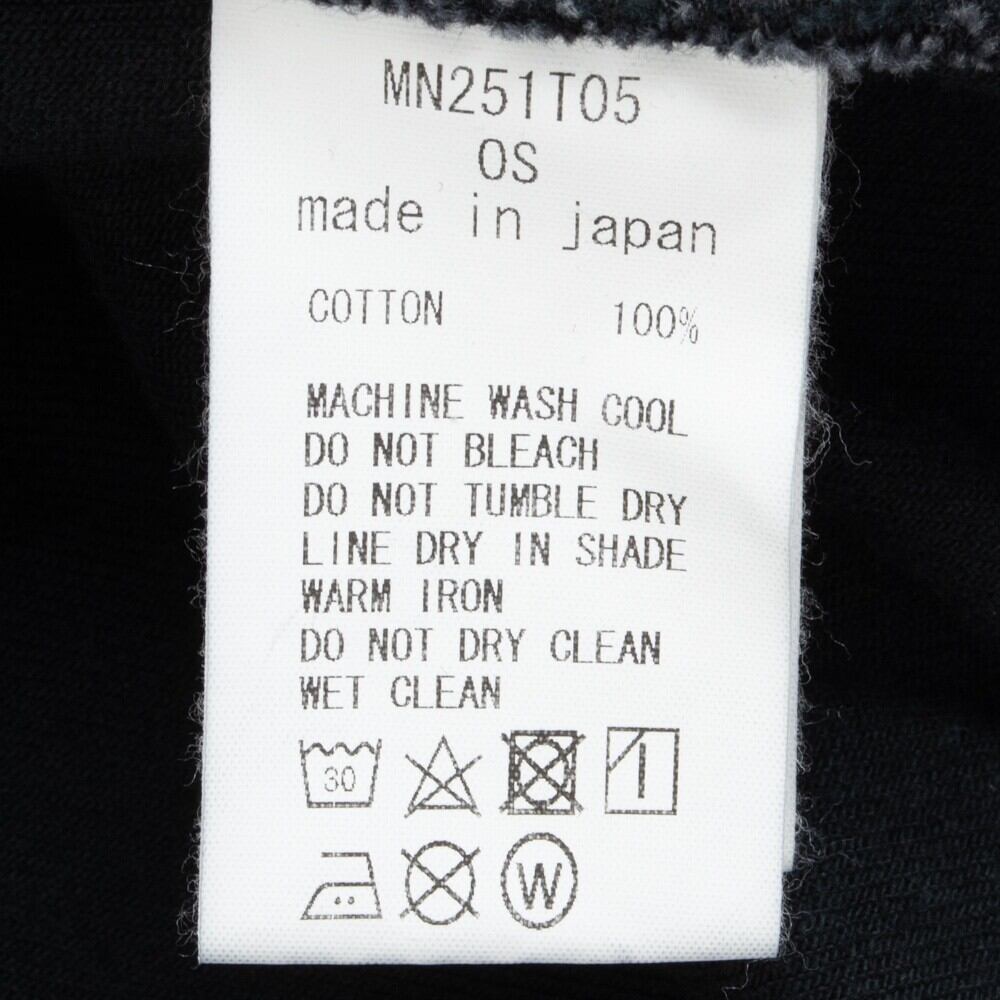 MN251T05
OS
made in japan
COTTON 100%
MACHINE WASH COOL
DO NOT BLEACH
DO NOT TUMBLE DRY
LINE DRY IN SHADE
WARM IRON
DO NOT DRY CLEAN
WET CLEAN
30
W